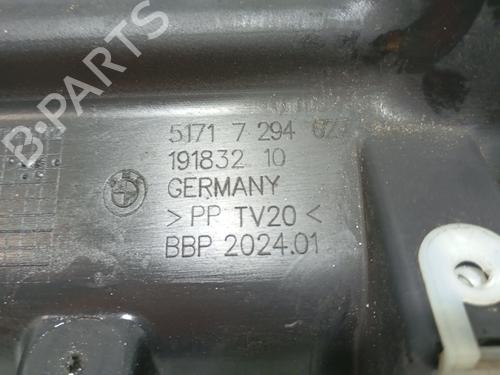 B-PARTS
5171 7 294
191832 10
GERMANY
> PP TV20 <
BBP 2024.01